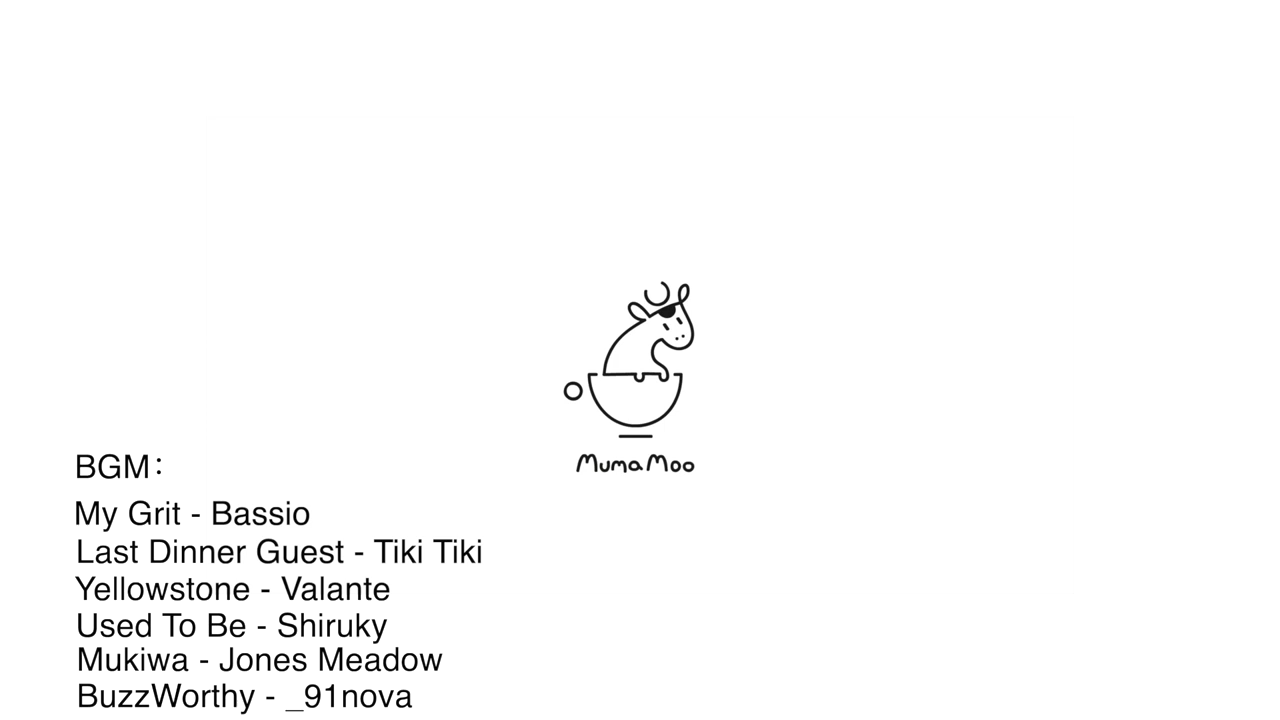 MumaMoo
BGM：
My Grit - Bassio
Last Dinner Guest - Tiki Tiki
Yellowstone - Valante
Used To Be - Shiruky
Mukiwa - Jones Meadow
BuzzWorthy - _91nova